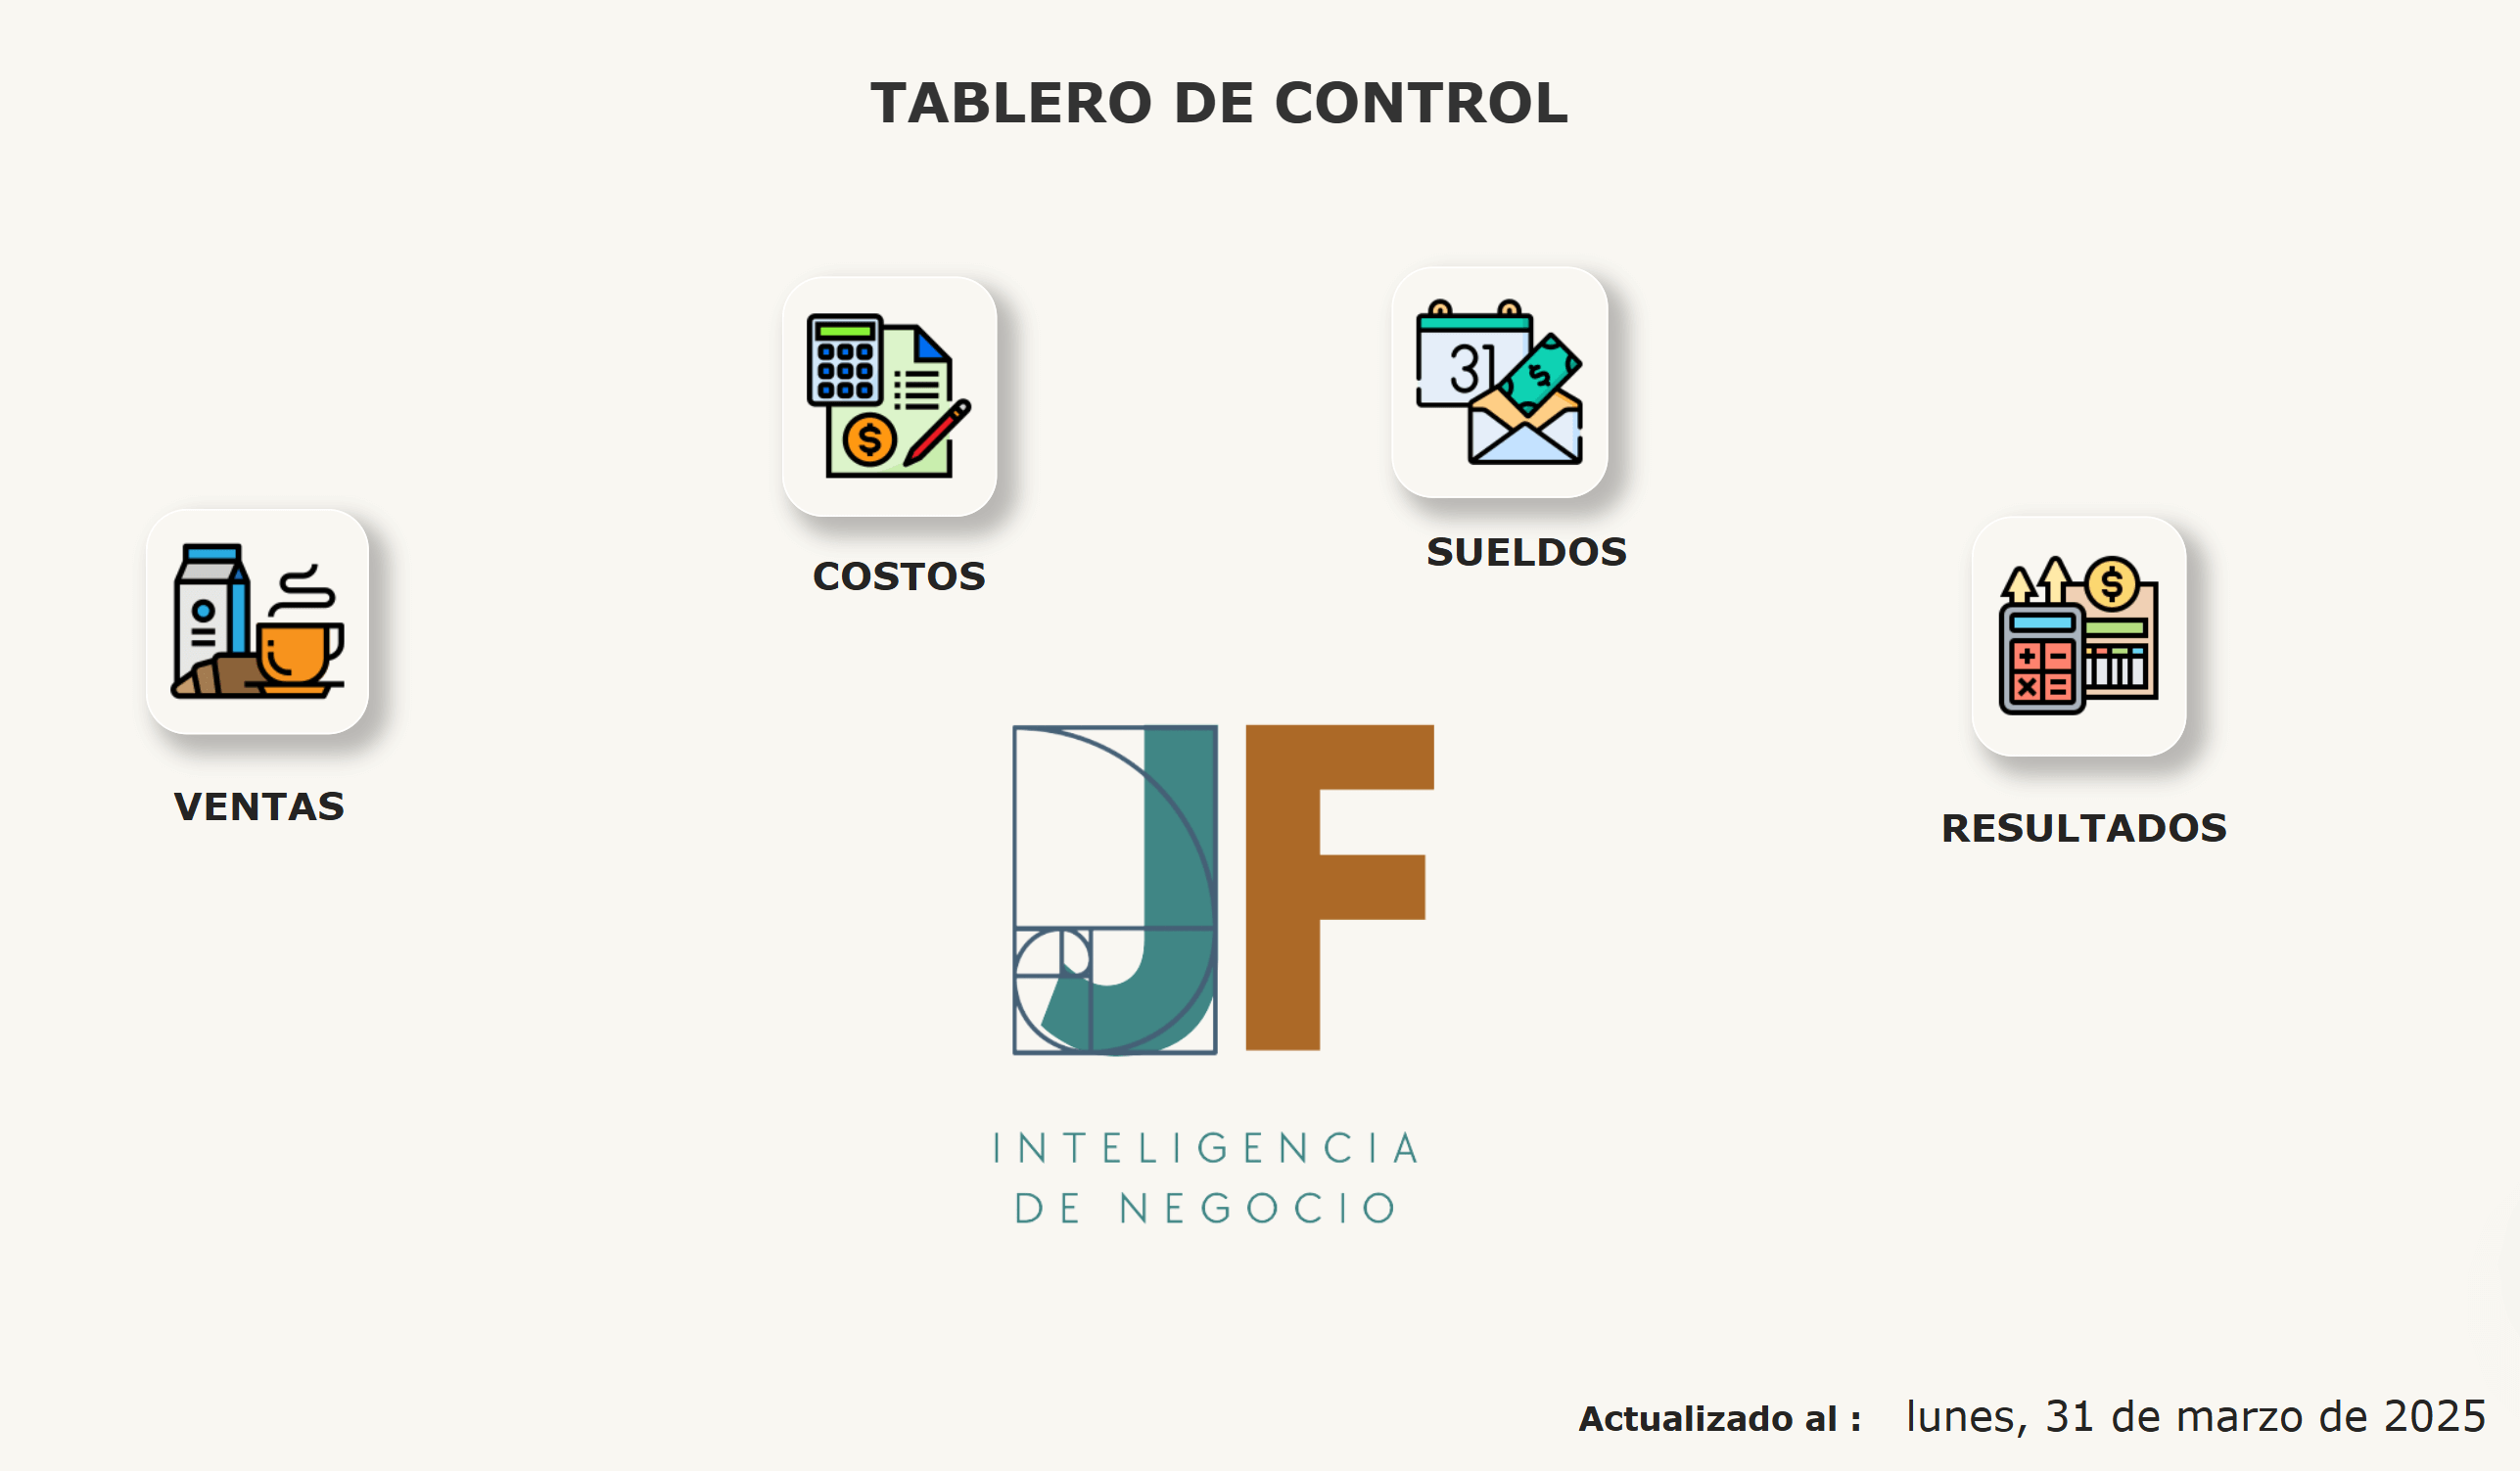 TABLERO DE CONTROL
31
$
$
SUELDOS
COSTOS
$
VENTAS
RESULTADOS
JF
INTELIGENCIA
DE NEGOCIO
Actualizado al : lunes, 31 de marzo de 2025